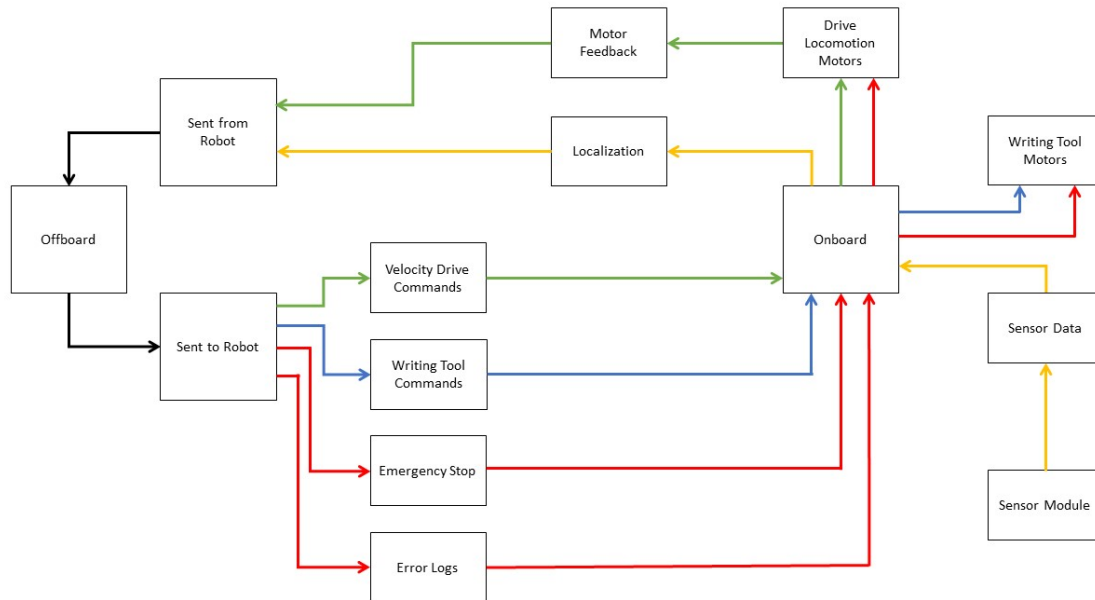 Motor
Feedback
Drive
Locomotion
Motors
Sent from
Robot
Localization
Writing Tool
Motors
Offboard
Onboard
Velocity Drive
Commands
Sent to Robot
Sensor Data
Writing Tool
Commands
Emergency Stop
Sensor Module
Error Logs